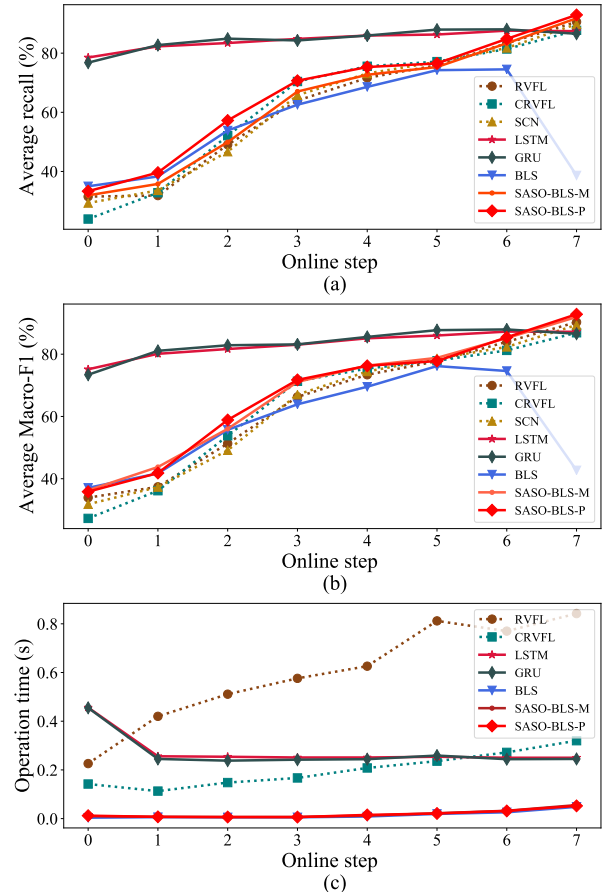 Average recall (%)
80
60
40
RVFL
CRVFL
SCN
LSTM
GRU
BLS
SASO-BLS-M
SASO-BLS-P
0 1 2 3 4 5 6 7
Online step
(a)
Average Macro-F1 (%)
80
60
40
RVFL
CRVFL
SCN
LSTM
GRU
BLS
SASO-BLS-M
SASO-BLS-P
0 1 2 3 4 5 6 7
Online step
(b)
Operation time (s)
0.8
0.6
0.4
0.2
0.0
RVFL
CRVFL
LSTM
GRU
BLS
SASO-BLS-M
SASO-BLS-P
0 1 2 3 4 5 6 7
Online step
(c)